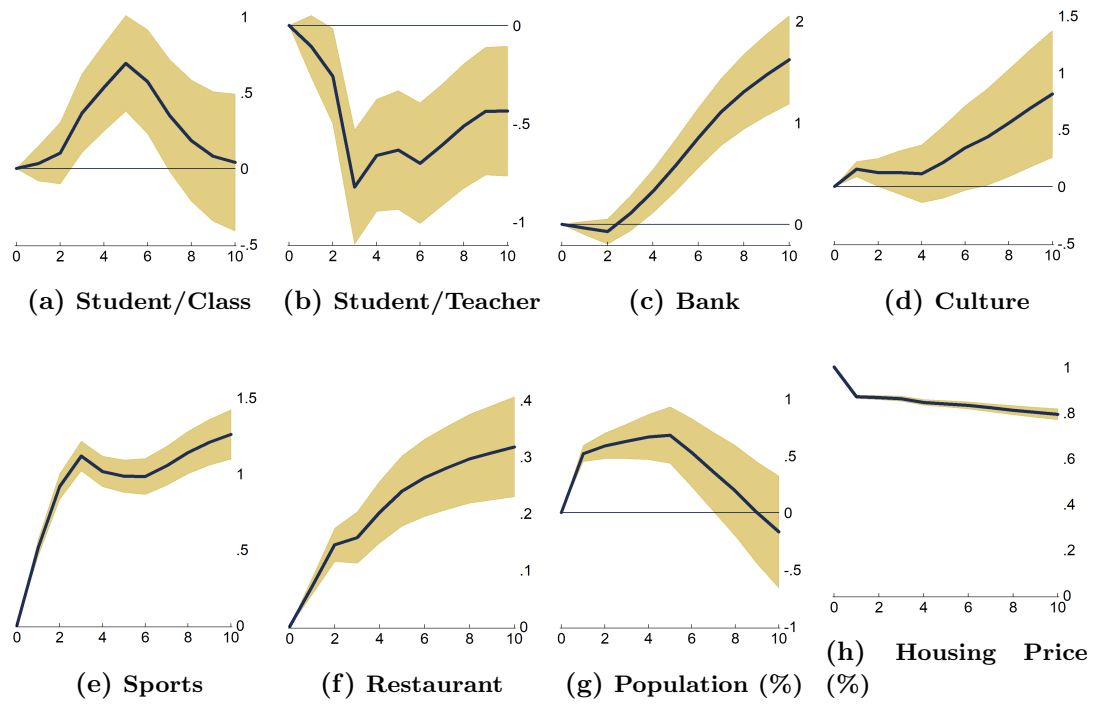 1
.5
0
-.5
0 2 4 6 8 10
(a) Student/Class
0
-.5
-1
0 2 4 6 8 10
(b) Student/Teacher
2
1
0
0 2 4 6 8 10
(c) Bank
1.5
1
.5
0
-.5
0 2 4 6 8 10
(d) Culture
1.5
1
.5
0
0 2 4 6 8 10
(e) Sports
.4
.3
.2
.1
0
0 2 4 6 8 10
(f) Restaurant
1
.5
0
-.5
-1
0 2 4 6 8 10
(g) Population (%)
1
.8
.6
.4
.2
0
0 2 4 6 8 10
(h) Housing Price
(%)